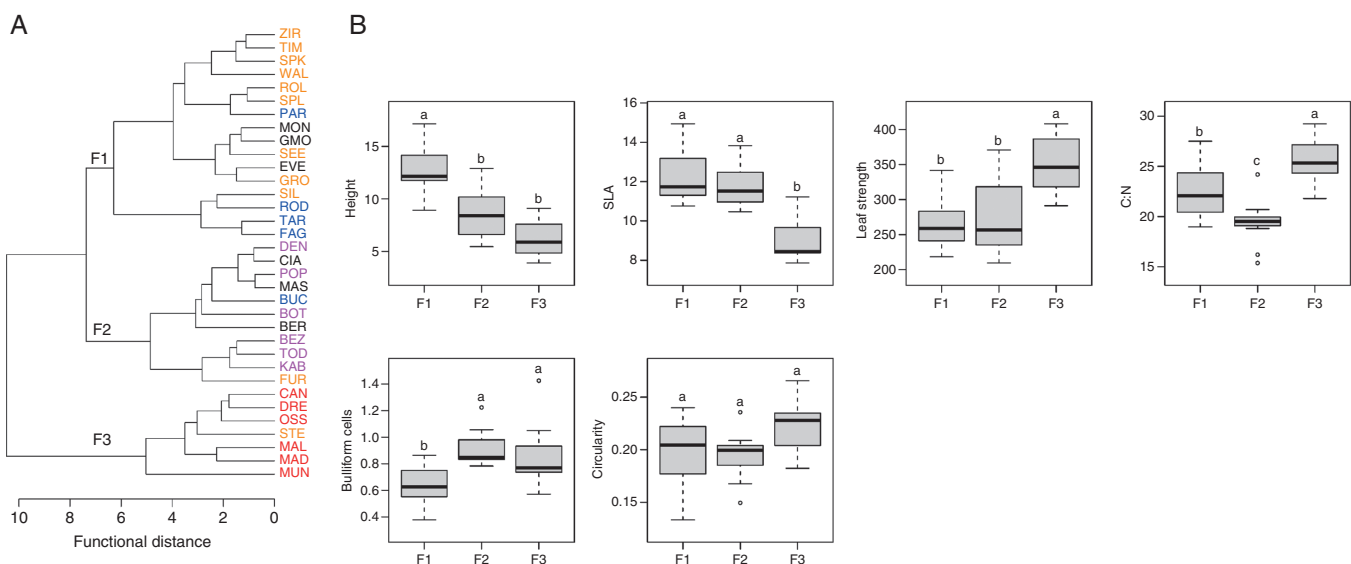 A
B
ZIR
TIM
SPK
WAL
ROL
SPL
PAR
MON
GMO
SEE
EVE
GRO
SIL
ROD
TAR
FAG
DEN
CIA
POP
MAS
BUC
BOT
BER
BEZ
TOD
KAB
FUR
CAN
DRE
OSS
STE
MAL
MAD
MUN
F1
F2
F3
10 8 6 4 2 0
Functional distance
Height
15
10
5
a
b
b
F1 F2 F3
SLA
16
14
12
10
8
a
a
b
F1 F2 F3
Leaf strength
400
350
300
250
200
b
b
a
F1 F2 F3
C:N
30
25
20
15
b
c
a
F1 F2 F3
Bulliform cells
1.4
1.2
1.0
0.8
0.6
0.4
b
a
a
F1 F2 F3
Circularity
0.25
0.20
0.15
a
a
a
F1 F2 F3